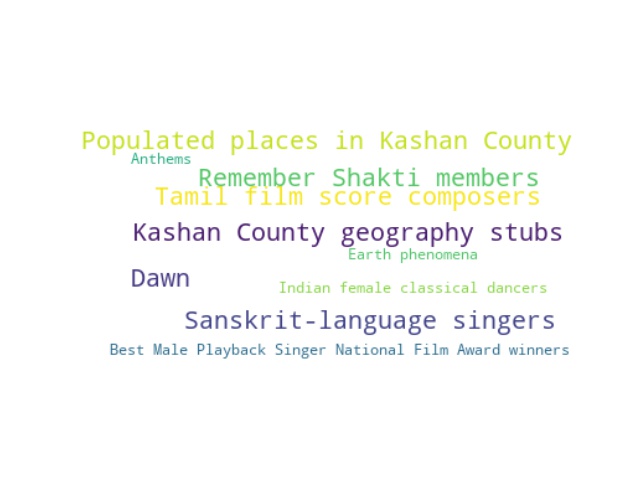 Populated places in Kashan County
Anthems
Remember Shakti members
Tamil film score composers
Kashan County geography stubs
Earth phenomena
Dawn
Indian female classical dancers
Sanskrit-language singers
Best Male Playback Singer National Film Award winners